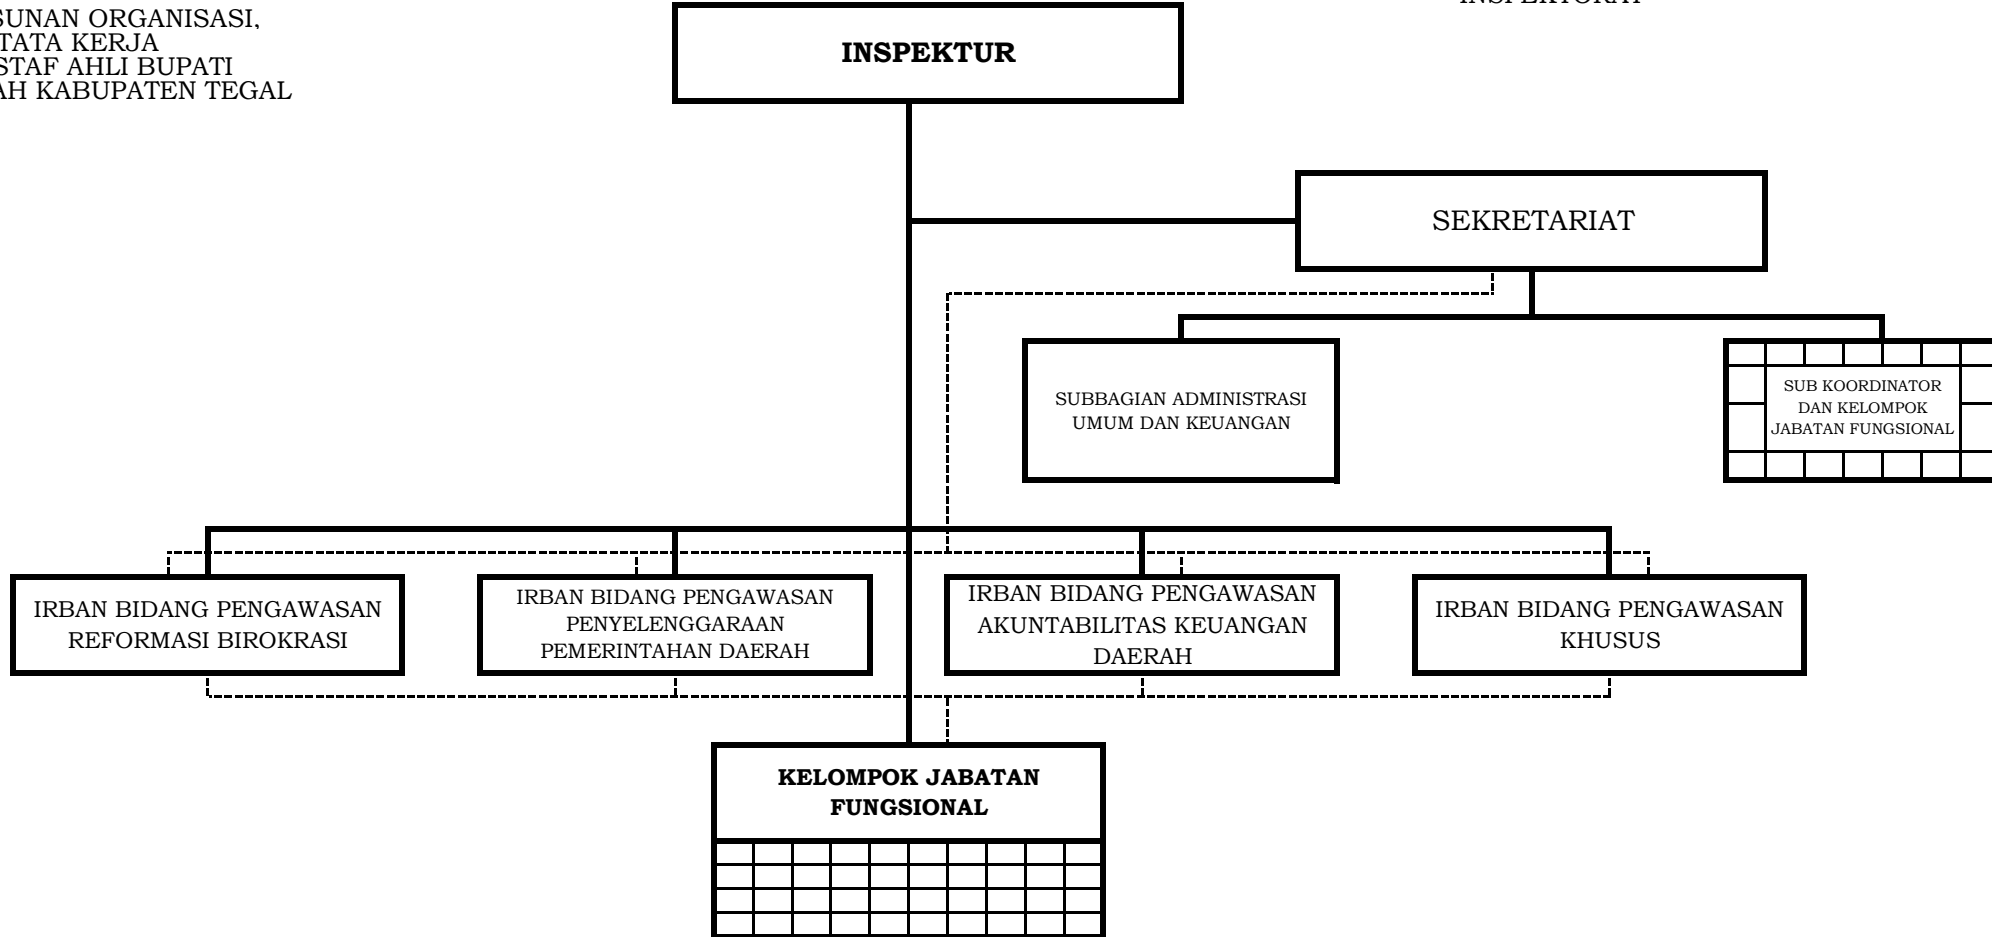 SUNAN ORGANISASI,
TATA KERJA
STAF AHLI BUPATI
AH KABUPATEN TEGAL
INSPEKTORAT
INSPEKTUR
SEKRETARIAT
SUBBAGIAN ADMINISTRASI
UMUM DAN KEUANGAN
SUB KOORDINATOR
DAN KELOMPOK
JABATAN FUNGSIONAL
IRBAN BIDANG PENGAWASAN
REFORMASI BIROKRASI
IRBAN BIDANG PENGAWASAN
PENYELENGGARAAN
PEMERINTAHAN DAERAH
IRBAN BIDANG PENGAWASAN
AKUNTABILITAS KEUANGAN
DAERAH
IRBAN BIDANG PENGAWASAN
KHUSUS
KELOMPOK JABATAN
FUNGSIONAL